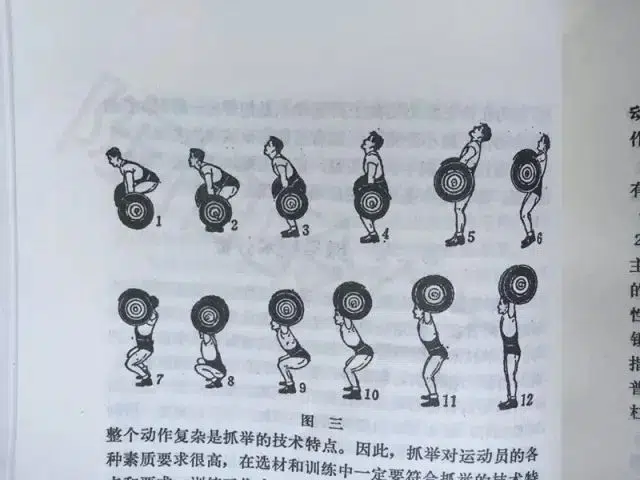 1 2 3 4 5 6
7 8 9 10 11 12
图 三
整个动作复杂是抓举的技术特点。因此，抓举对运动员的各
种素质要求很高，在选材和训练中一定要符合抓举的技术特
动
作
有
2
主
的
性
钳
指
普
杠